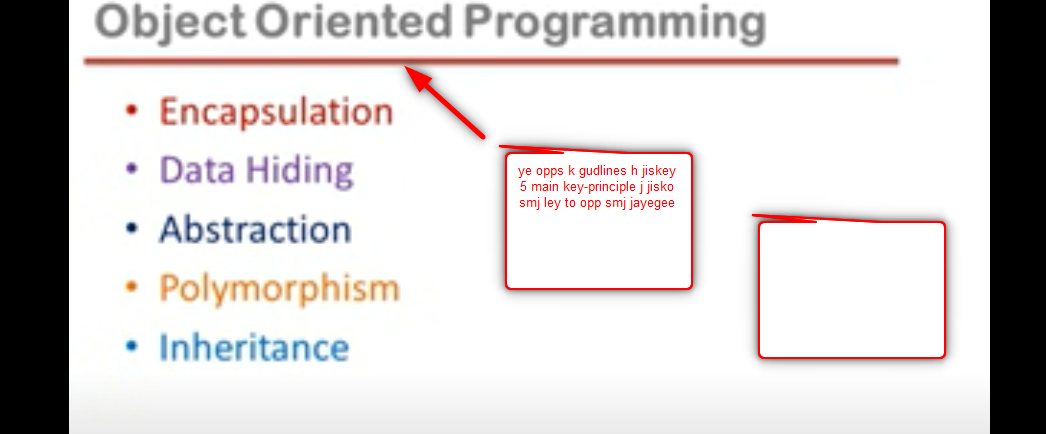 Object Oriented Programming
• Encapsulation
• Data Hiding
• Abstraction
• Polymorphism
• Inheritance
ye opps k gudlines h jiskey
5 main key-principle j jisko
smj ley to opp smj jayegee